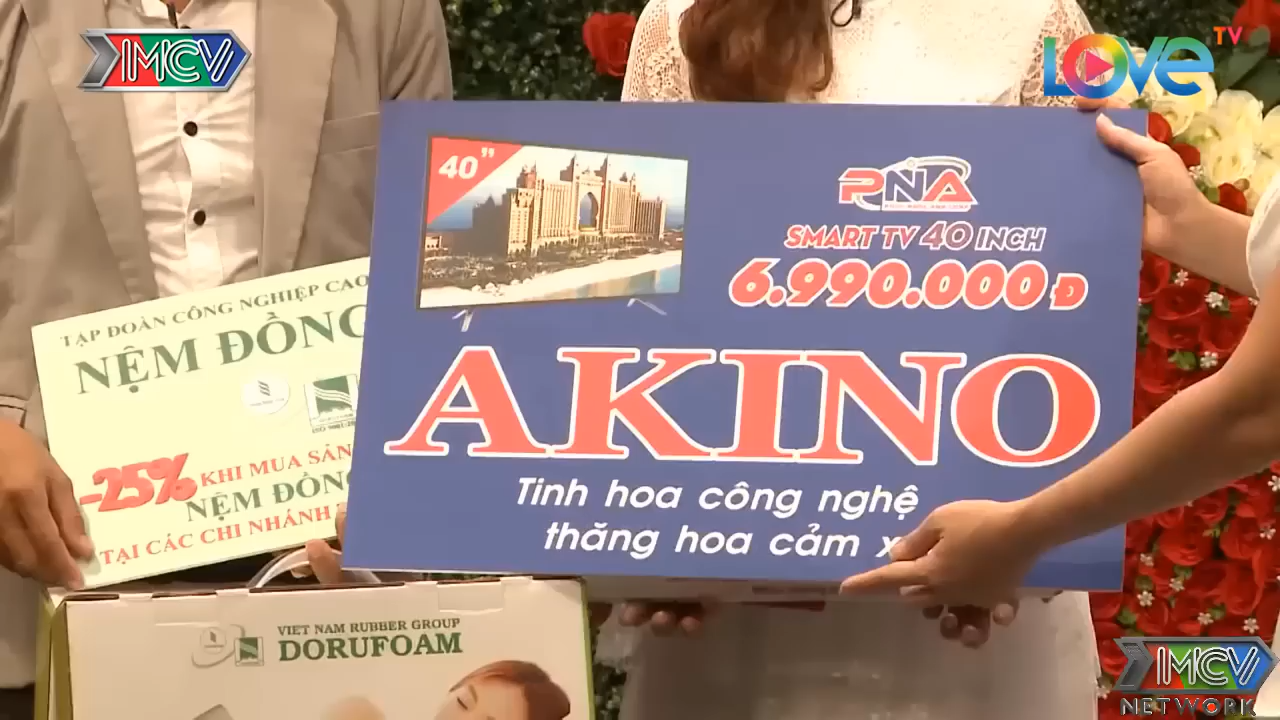 MCV
LOVE TV
40"
PNA
SMART TV 40 INCH
6.990.000 Đ
AKINO
Tinh hoa công nghệ
thăng hoa cảm x
TẬP ĐOÀN CÔNG NGHIỆP CAO
NỆM ĐỒNG
-25% KHI MUA SẢN
NỆM ĐỒNG
TẠI CÁC CHI NHÁNH
VIET NAM RUBBER GROUP
DORUFOAM
MCV
NETWORK